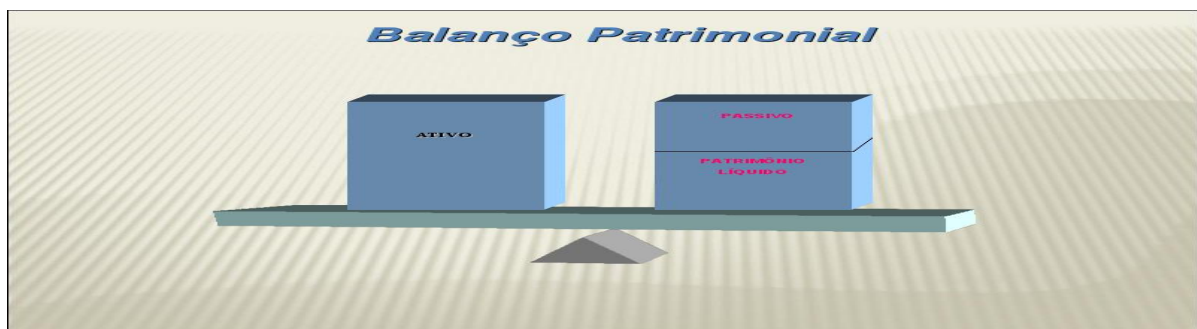 Balanço Patrimonial
ATIVO
PASSIVO
PATRIMÔNIO
LÍQUIDO